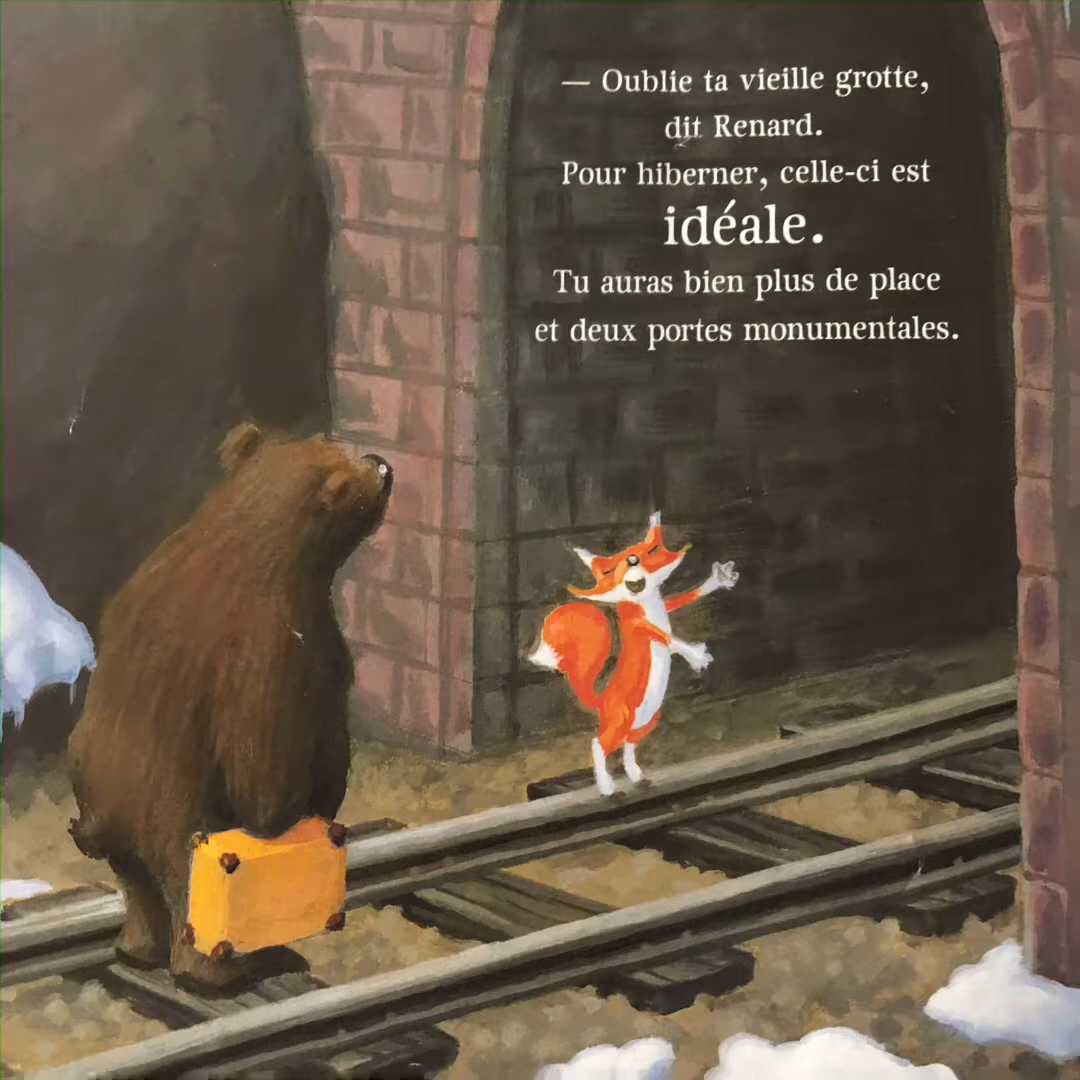 — Oublie ta vieille grotte,
dit Renard.
Pour hiberner, celle-ci est
idéale.
Tu auras bien plus de place
et deux portes monumentales.